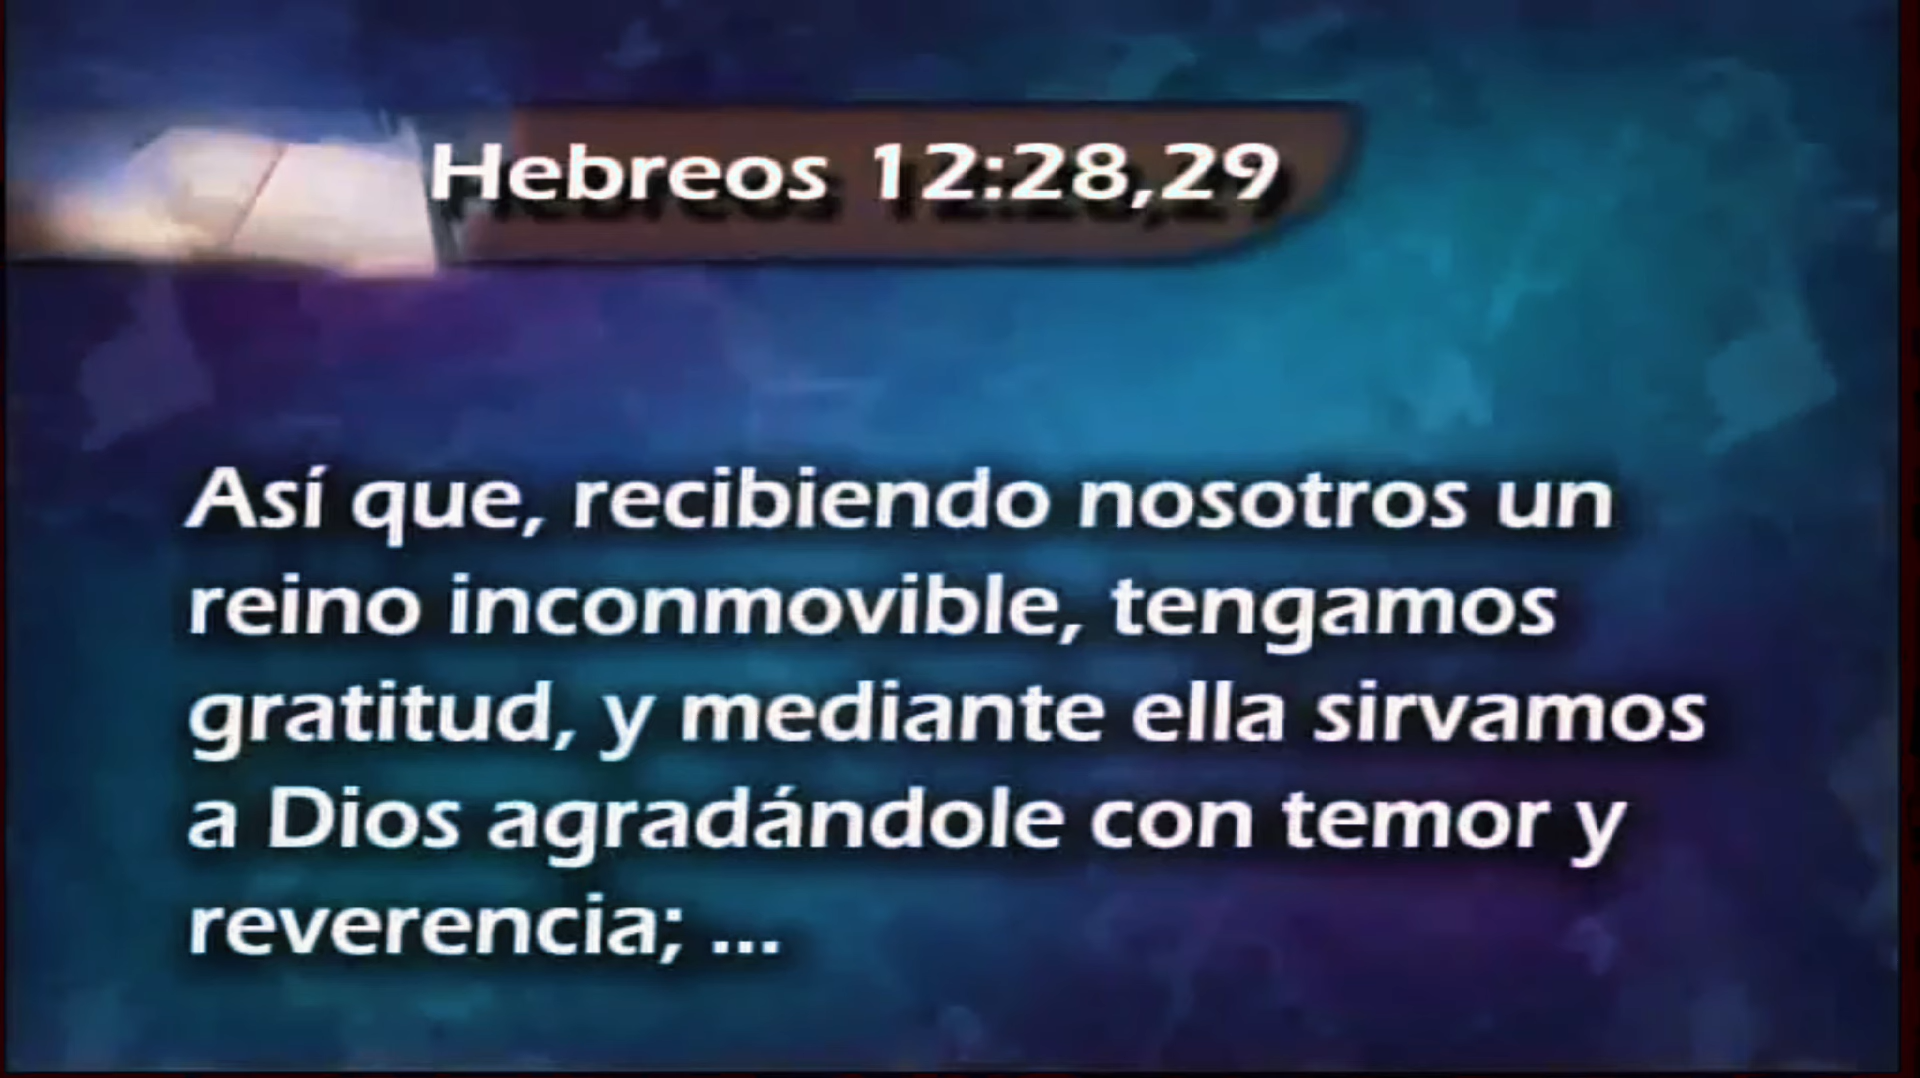 Hebreos 12:28,29
Así que, recibiendo nosotros un
reino inconmovible, tengamos
gratitud, y mediante ella sirvamos
a Dios agradándole con temor y
reverencia; ...